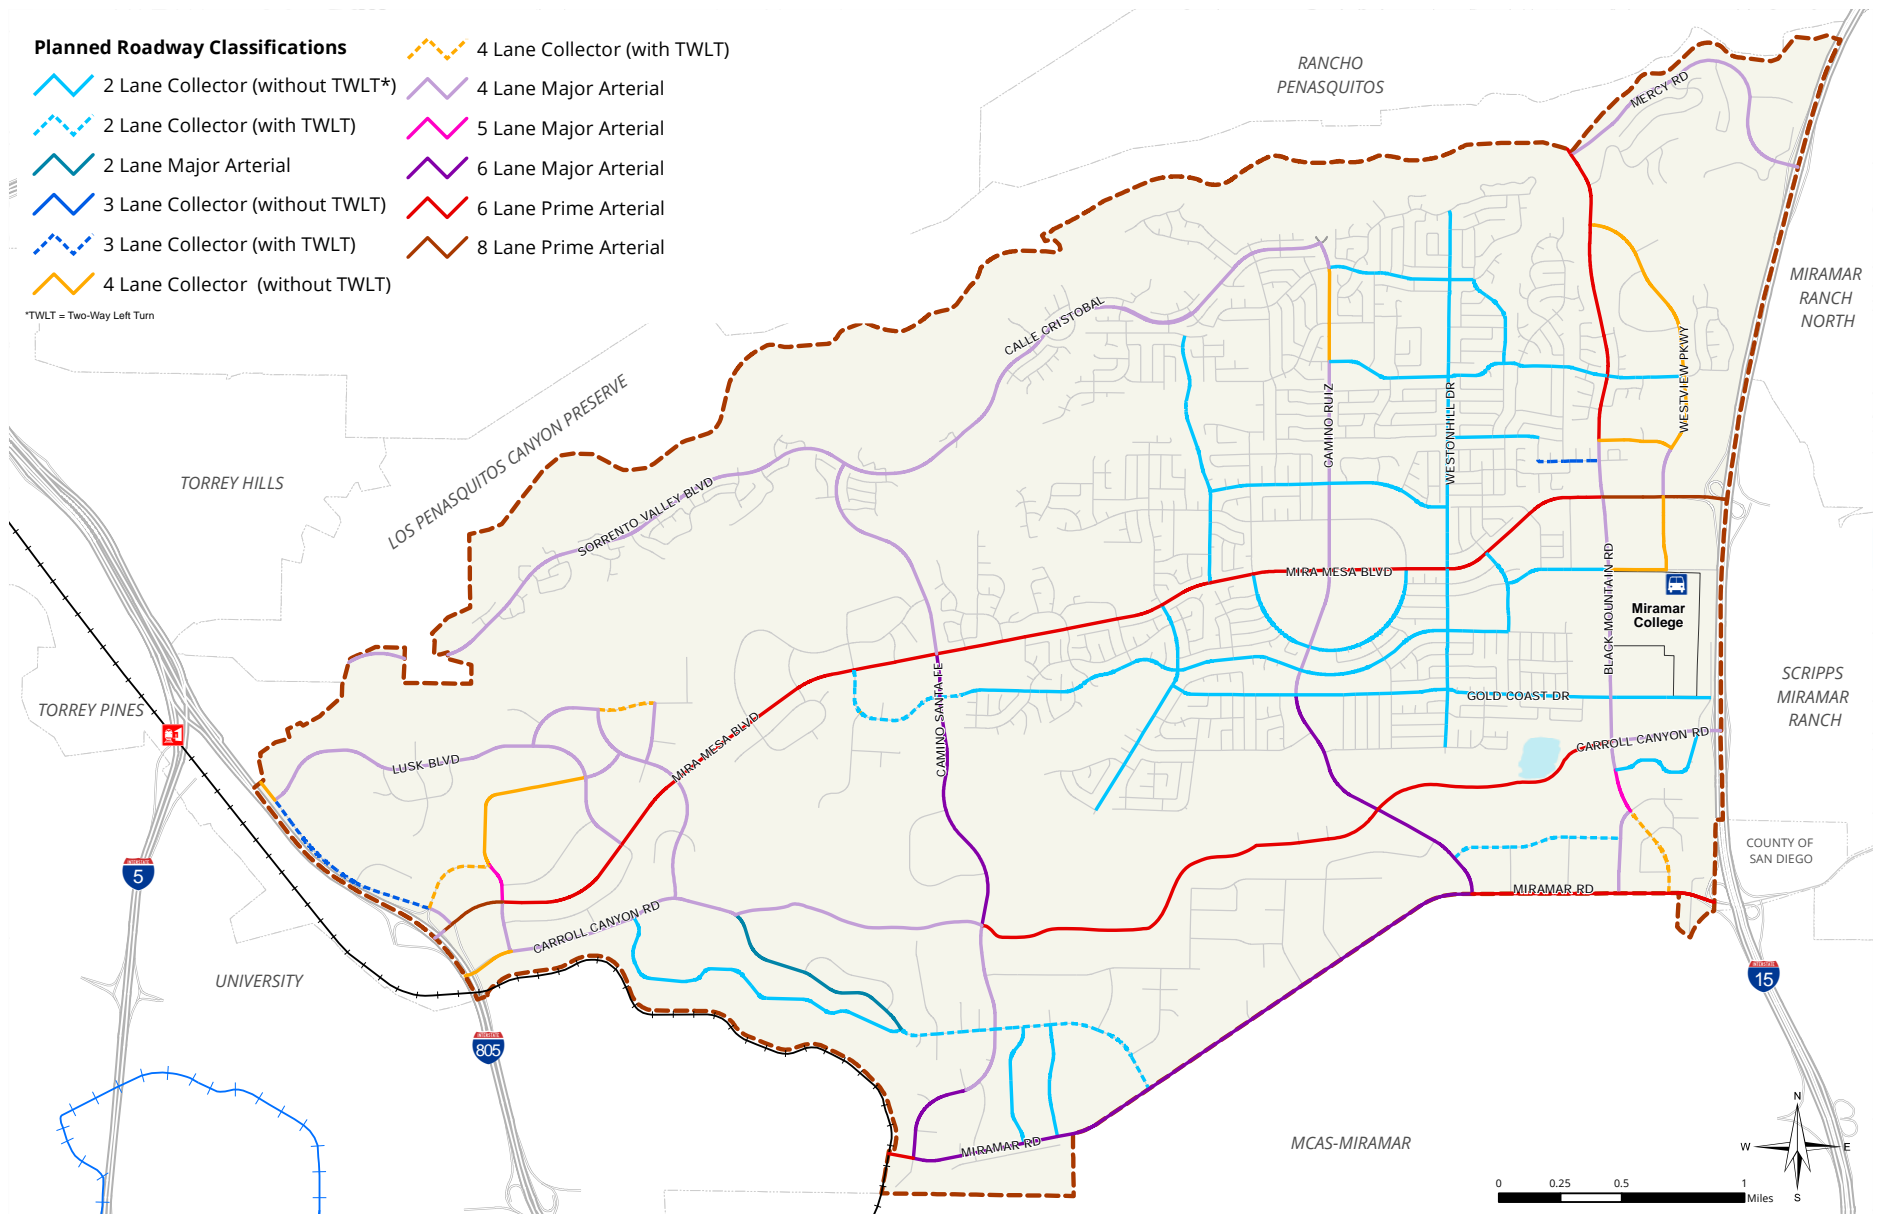 Planned Roadway Classifications
2 Lane Collector (without TWLT*)
2 Lane Collector (with TWLT)
2 Lane Major Arterial
3 Lane Collector (without TWLT)
3 Lane Collector (with TWLT)
4 Lane Collector (without TWLT)
*TWLT = Two-Way Left Turn
4 Lane Collector (with TWLT)
4 Lane Major Arterial
5 Lane Major Arterial
6 Lane Major Arterial
6 Lane Prime Arterial
8 Lane Prime Arterial
RANCHO
PENASQUITOS
MERCY RD
MIRAMAR
RANCH
NORTH
CALLE CRISTOBAL
WESTVIEW PKWY
CAMINO RUIZ
WESTONHILL DR
LOS PENASQUITOS CANYON PRESERVE
TORREY HILLS
SORRENTO VALLEY BLVD
MIRA MESA BLVD
BLACK MOUNTAIN RD
Miramar
College
SCRIPPS
MIRAMAR
RANCH
TORREY PINES
CAMINO SANTA FE
GOLD COAST DR
CARROLL CANYON RD
LUSK BLVD
MIRA MESA BLVD
COUNTY OF
SAN DIEGO
INTERSTATE
5
MIRAMAR RD
CARROLL CANYON RD
UNIVERSITY
INTERSTATE
15
INTERSTATE
805
MIRAMAR RD
MCAS-MIRAMAR
N
W
E
S
0
0.25
0.5
1
Miles